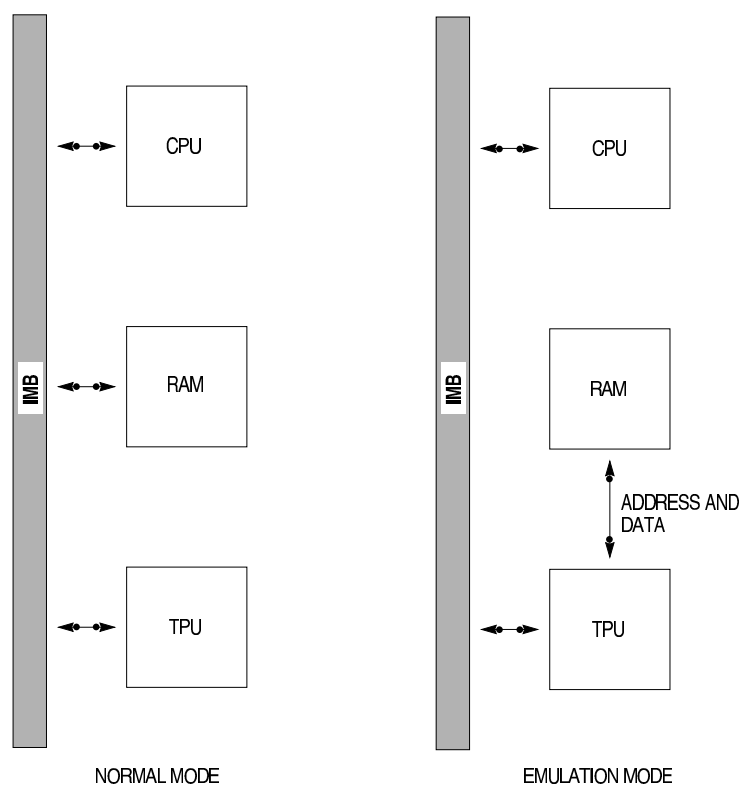 CPU
IMB
RAM
TPU
NORMAL MODE
CPU
IMB
RAM
ADDRESS AND
DATA
TPU
EMULATION MODE